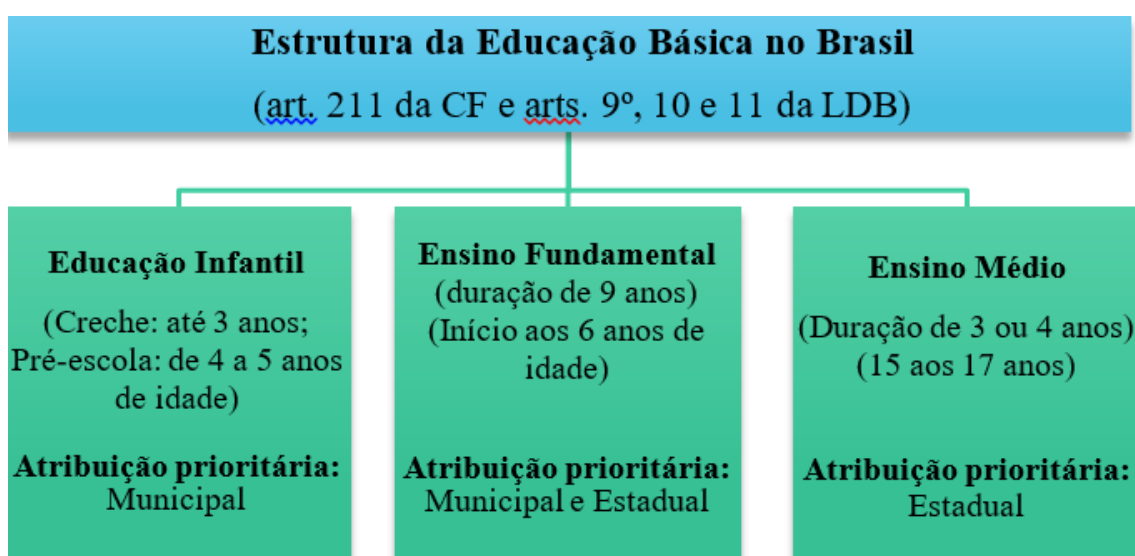 Estrutura da Educação Básica no Brasil
(art. 211 da CF e arts. 9º, 10 e 11 da LDB)
Educação Infantil
(Creche: até 3 anos;
Pré-escola: de 4 a 5 anos
de idade)
Atribuição prioritária:
Municipal
Ensino Fundamental
(duração de 9 anos)
(Início aos 6 anos de
idade)
Atribuição prioritária:
Municipal e Estadual
Ensino Médio
(Duração de 3 ou 4 anos)
(15 aos 17 anos)
Atribuição prioritária:
Estadual